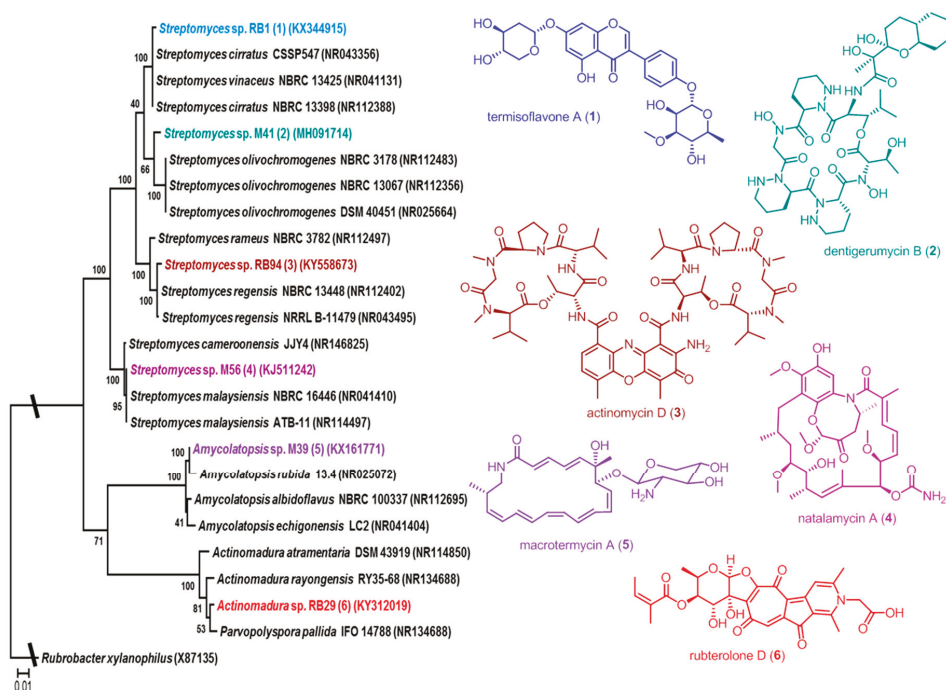 Streptomyces sp. RB1 (1) (KX344915)
Streptomyces cirratus CSSP547 (NR043356)
Streptomyces vinaceus NBRC 13425 (NR041131)
Streptomyces cirratus NBRC 13398 (NR112388)
Streptomyces sp. M41 (2) (MH091714)
Streptomyces olivochromogenes NBRC 3178 (NR112483)
Streptomyces olivochromogenes NBRC 13067 (NR112356)
Streptomyces olivochromogenes DSM 40451 (NR025664)
Streptomyces rameus NBRC 3782 (NR112497)
Streptomyces sp. RB94 (3) (KY558673)
Streptomyces regensis NBRC 13448 (NR112402)
Streptomyces regensis NRRL B-11479 (NR043495)
Streptomyces cameroonensis JJY4 (NR146825)
Streptomyces sp. M56 (4) (KJ511242)
Streptomyces malaysiensis NBRC 16446 (NR041410)
Streptomyces malaysiensis ATB-11 (NR114497)
Amycolatopsis sp. M39 (5) (KX161771)
Amycolatopsis rubida 13.4 (NR025072)
Amycolatopsis albidoflavus NBRC 100337 (NR112695)
Amycolatopsis echigonensis LC2 (NR041404)
Actinomadura atramentaria DSM 43919 (NR114850)
Actinomadura rayongensis RY35-68 (NR134688)
Actinomadura sp. RB29 (6) (KY312019)
Parvopolyspora pallida IFO 14788 (NR134688)
Rubrobacter xylanophilus (X87135)
0.01
100
40
100
66
100
100
100
100
95
100
100
41
71
100
81
53
termisoflavone A (1)
dentigerumycin B (2)
actinomycin D (3)
natalamycin A (4)
macrotermycin A (5)
rubterolone D (6)